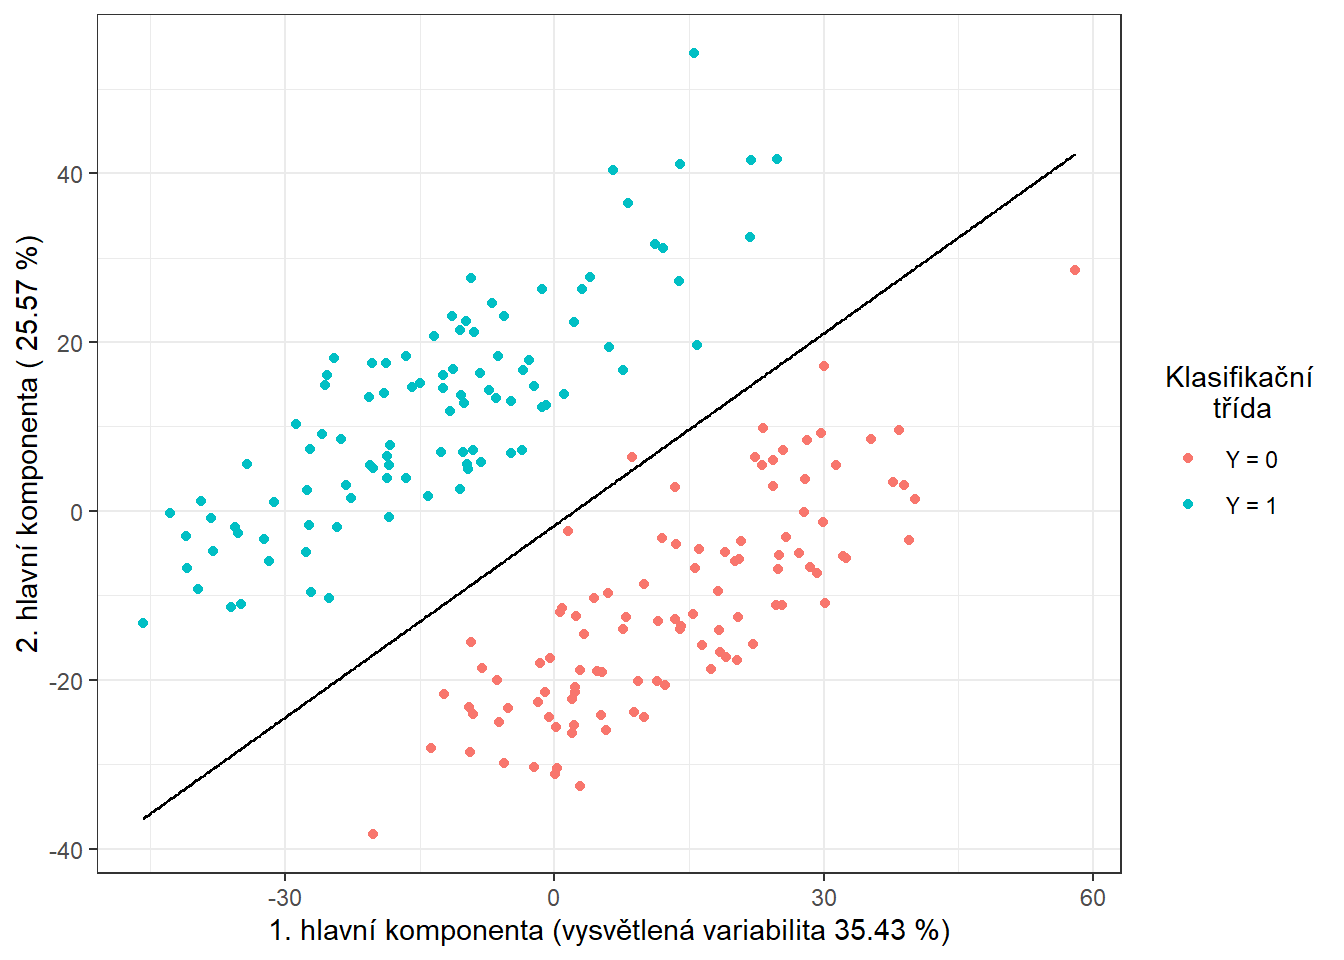 40
20
0
-20
-40
-30
0
30
60
1. hlavní komponenta (vysvětlená variabilita 35.43 %)
2. hlavní komponenta ( 25.57 %)
Klasifikační
třída
Y = 0
Y = 1